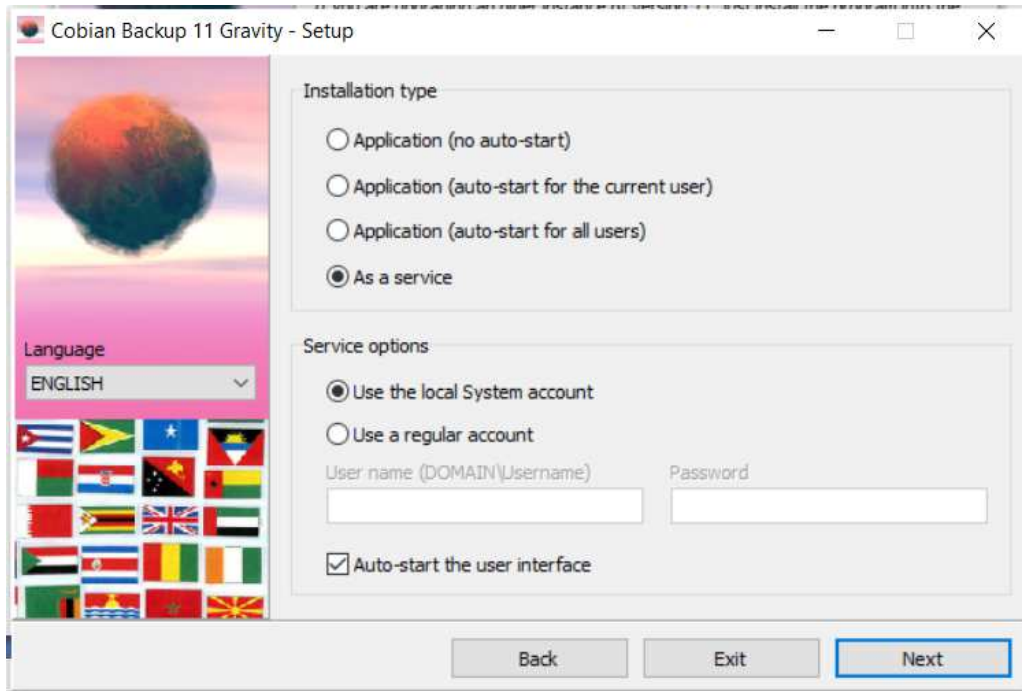 Cobian Backup 11 Gravity - Setup
Installation type
Application (no auto-start)
Application (auto-start for the current user)
Application (auto-start for all users)
As a service
Language
ENGLISH
Service options
Use the local System account
Use a regular account
User name (DOMAIN\Username)
Password
Auto-start the user interface
Back
Exit
Next